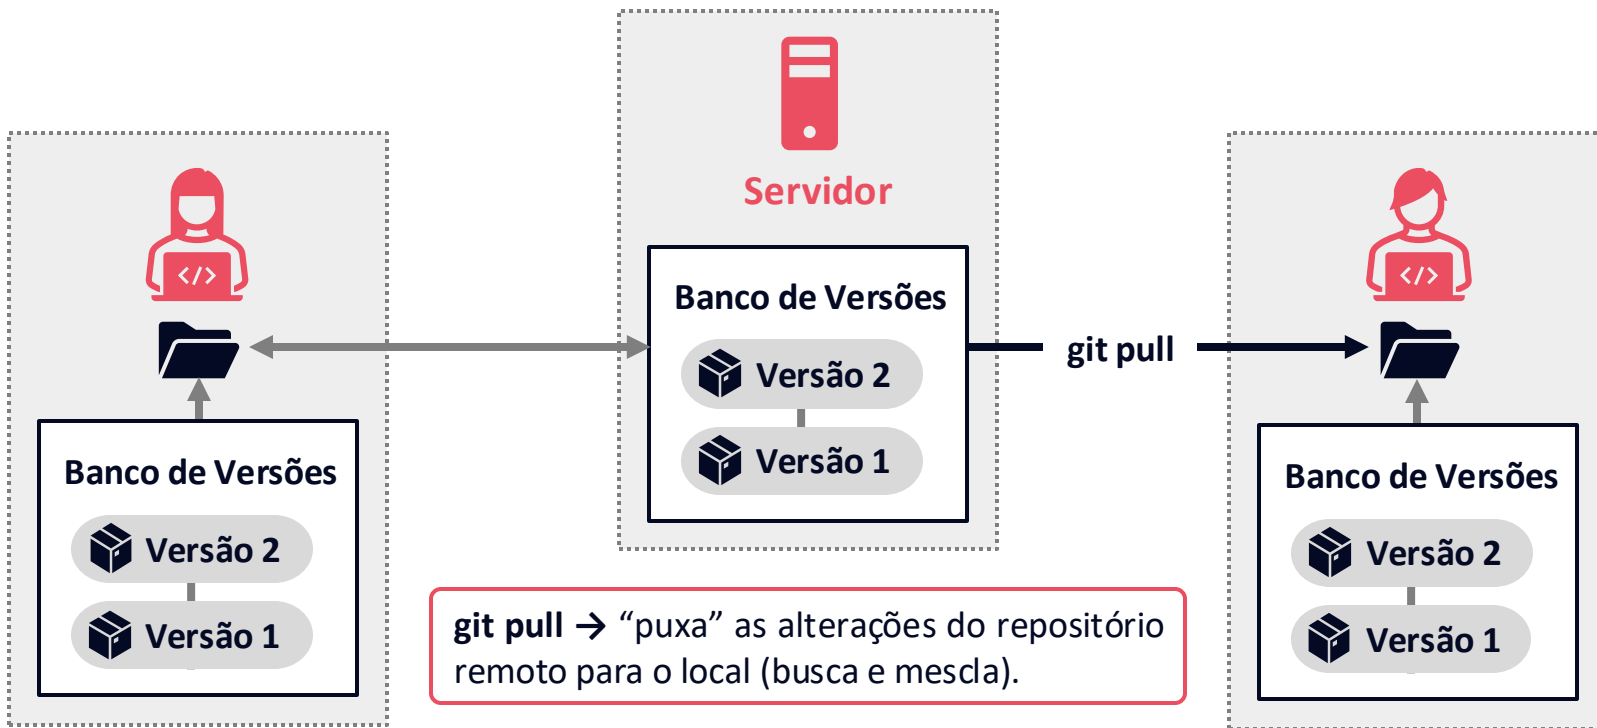 Servidor
</>
Banco de Versões
Versão 2
Versão 1
Banco de Versões
Versão 2
Versão 1
git pull
</>
Banco de Versões
Versão 2
Versão 1
git pull → “puxa” as alterações do repositório
remoto para o local (busca e mescla).